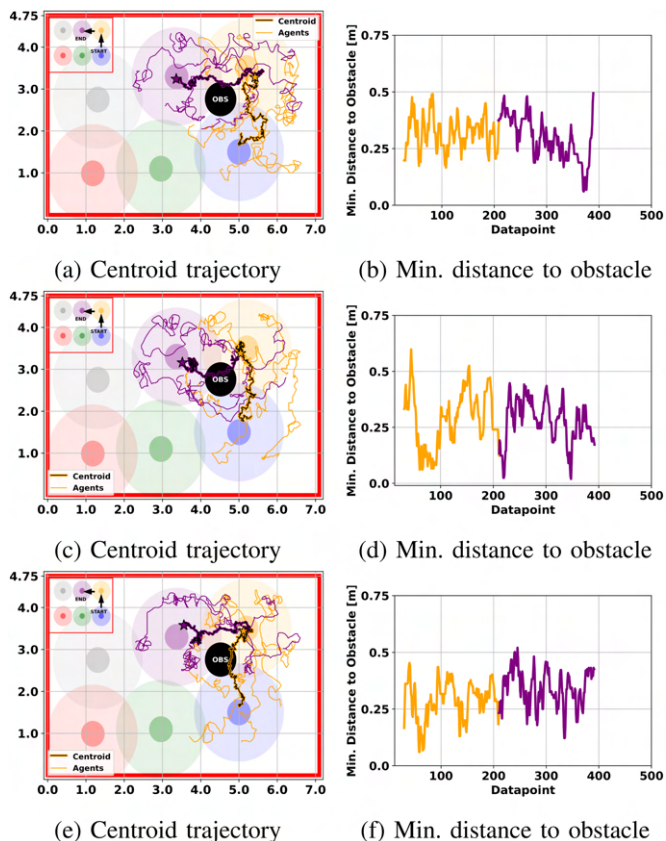 4.75
4.0
3.0
2.0
1.0
0.0 1.0 2.0 3.0 4.0 5.0 6.0 7.0
END
START
OBS
Centroid
Agents
Min. Distance to Obstacle [m]
0.5
0.25
0.0
100 200 300 400 500
Datapoint
(a) Centroid trajectory
(b) Min. distance to obstacle
4.75
4.0
3.0
2.0
1.0
0.0 1.0 2.0 3.0 4.0 5.0 6.0 7.0
END
START
OBS
Centroid
Agents
Min. Distance to Obstacle [m]
0.75
0.5
0.25
0.0
100 200 300 400 500
Datapoint
(c) Centroid trajectory
(d) Min. distance to obstacle
4.75
4.0
3.0
2.0
1.0
0.0 1.0 2.0 3.0 4.0 5.0 6.0 7.0
END
START
OBS
Centroid
Agents
Min. Distance to Obstacle [m]
0.75
0.5
0.25
0.0
100 200 300 400 500
Datapoint
(e) Centroid trajectory
(f) Min. distance to obstacle